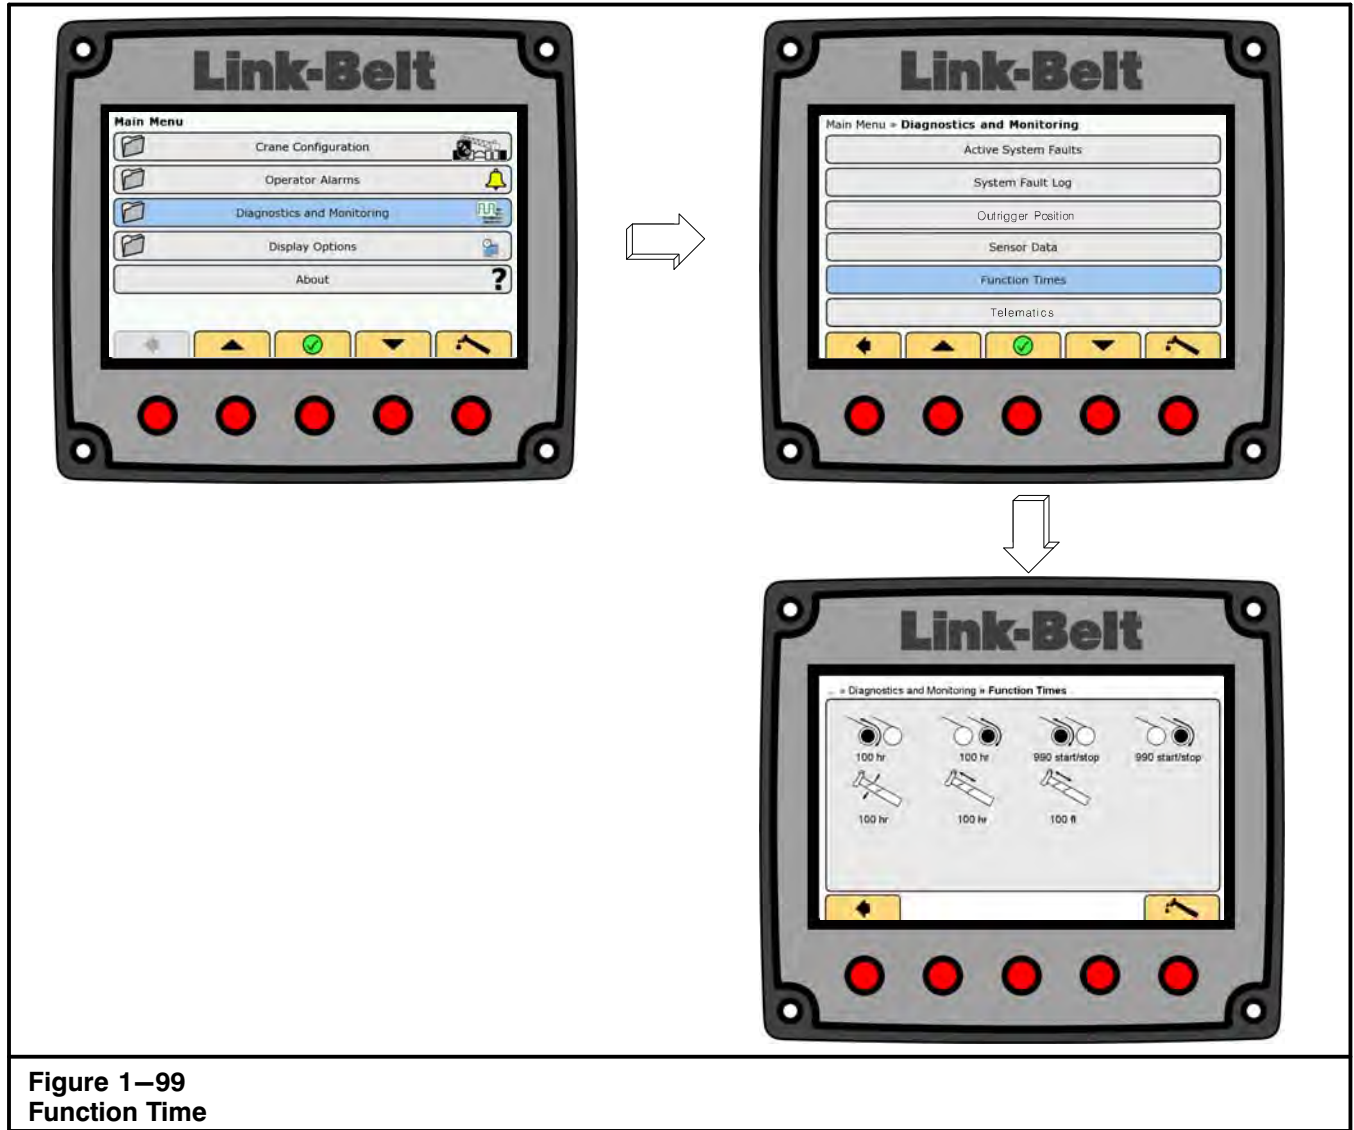 Link-Belt
Main Menu
Crane Configuration
Operator Alarms
Diagnostics and Monitoring
Display Options
About
?
Link-Belt
Main Menu » Diagnostics and Monitoring
Active System Faults
System Fault Log
Outrigger Position
Sensor Data
Function Times
Telematics
Link-Belt
... » Diagnostics and Monitoring » Function Times
100 hr 100 hr 990 start/stop 990 start/stop
100 hr 100 hr 100 ft
Figure 1–99
Function Time